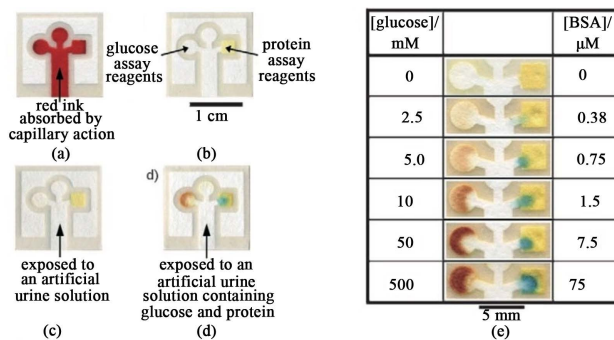 glucose
assay
reagents
protein
assay
reagents
red ink
absorbed by
capillary action
1 cm
(a)
(b)
d)
exposed to
an artificial
urine solution
exposed to an
artificial urine
solution containing
glucose and protein
(c)
(d)
[glucose]/
mM
[BSA]/
μM
0
0
2.5
0.38
5.0
0.75
10
1.5
50
7.5
500
75
5 mm
(e)